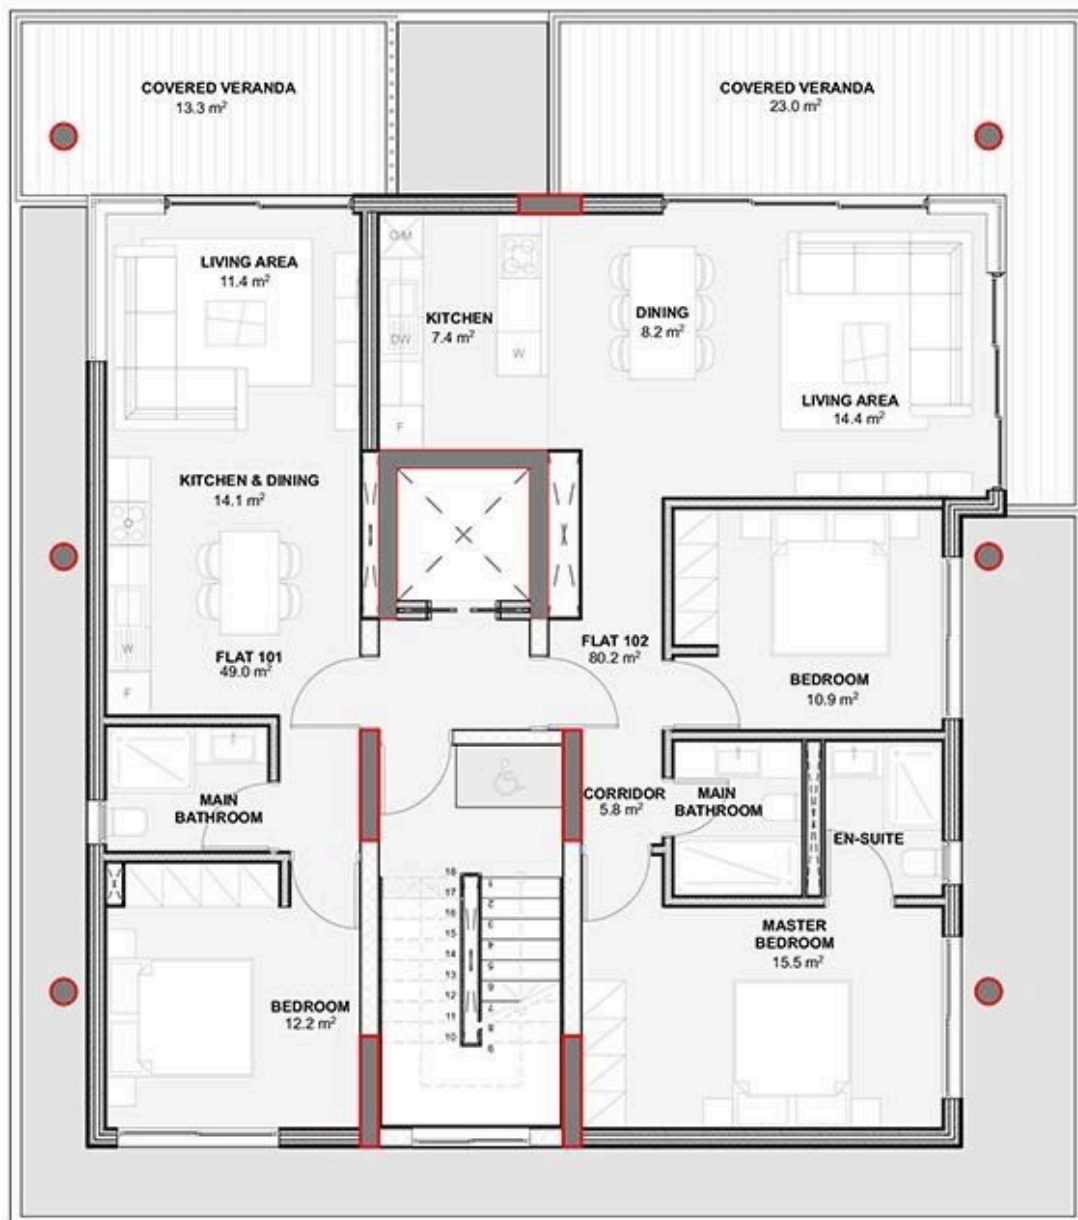 COVERED VERANDA
13.3 m²
COVERED VERANDA
23.0 m²
LIVING AREA
11.4 m²
O/M
KITCHEN
7.4 m²
DW
W
F
DINING
8.2 m²
LIVING AREA
14.4 m²
KITCHEN & DINING
14.1 m²
FLAT 101
49.0 m²
W
F
FLAT 102
80.2 m²
BEDROOM
10.9 m²
MAIN
BATHROOM
CORRIDOR
5.8 m²
MAIN
BATHROOM
EN-SUITE
18
17
16
15
14
13
12
11
10
1
2
3
4
5
6
7
8
9
MASTER
BEDROOM
15.5 m²
BEDROOM
12.2 m²